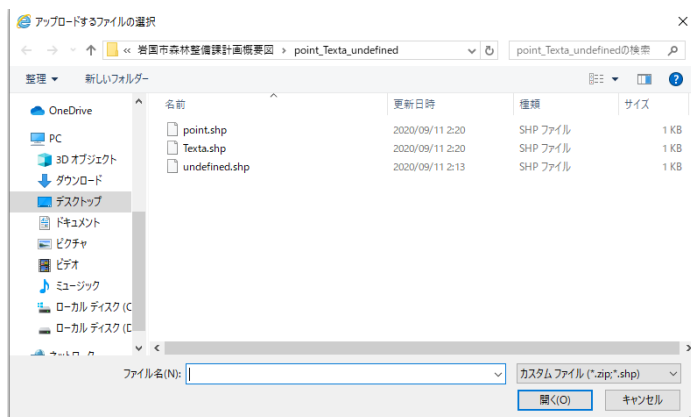 アップロードするファイルの選択
« 岩国市森林整備課計画概要図 › point_Texta_undefined
point_Texta_undefinedの検索
整理 新しいフォルダー
名前 更新日時 種類 サイズ
OneDrive
PC
3D オブジェクト
ダウンロード
デスクトップ
ドキュメント
ピクチャ
ビデオ
ミュージック
ローカル ディスク (C
ローカル ディスク (D
point.shp 2020/09/11 2:20 SHP ファイル 1 KB
Texta.shp 2020/09/11 2:20 SHP ファイル 1 KB
undefined.shp 2020/09/11 2:13 SHP ファイル 1 KB
ファイル名(N):
カスタム ファイル (*.zip;*.shp)
開く(O) キャンセル